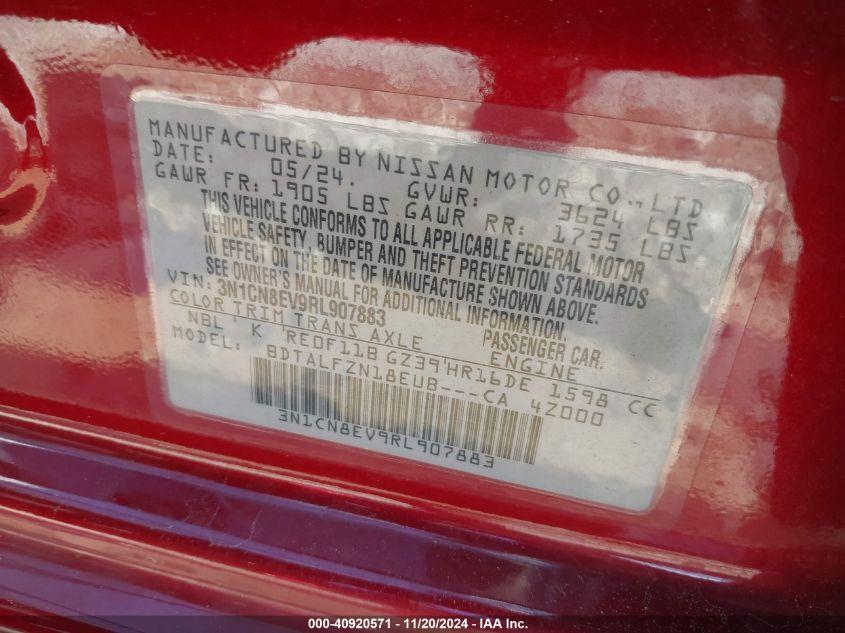 MANUFACTURED BY NISSAN MOTOR CO., LTD
DATE: 05/24. GVWR: 3624 LBS
GAWR FR: 1905 LBS GAWR RR: 1735 LBS
THIS VEHICLE CONFORMS TO ALL APPLICABLE FEDERAL MOTOR
VEHICLE SAFETY, BUMPER AND THEFT PREVENTION STANDARDS
IN EFFECT ON THE DATE OF MANUFACTURE SHOWN ABOVE.
SEE OWNER'S MANUAL FOR ADDITIONAL INFORMATION.
VIN: 3N1CN8EV9RL907883 PASSENGER CAR.
COLOR TRIM TRANS AXLE ENGINE
NBL K 'RE0F11B GZ39'HR16DE 1598 CC
MODEL: BDTALFZN18EUB---CA 4Z000
3N1CN8EV9RL907883
000-40920571 - 11/20/2024 - IAA Inc.